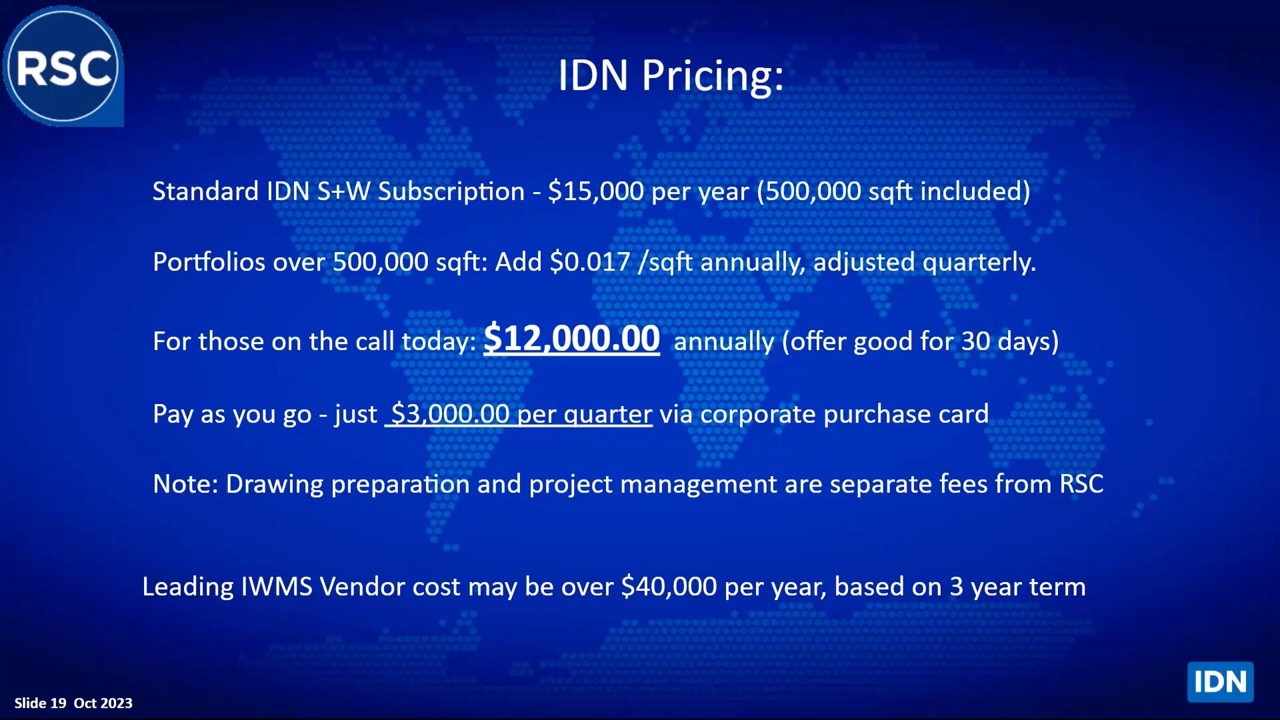 RSC
IDN Pricing:
Standard IDN S+W Subscription - $15,000 per year (500,000 sqft included)
Portfolios over 500,000 sqft: Add $0.017 /sqft annually, adjusted quarterly.
For those on the call today: $12,000.00 annually (offer good for 30 days)
Pay as you go - just $3,000.00 per quarter via corporate purchase card
Note: Drawing preparation and project management are separate fees from RSC
Leading IWMS Vendor cost may be over $40,000 per year, based on 3 year term
IDN
Slide 19 Oct 2023